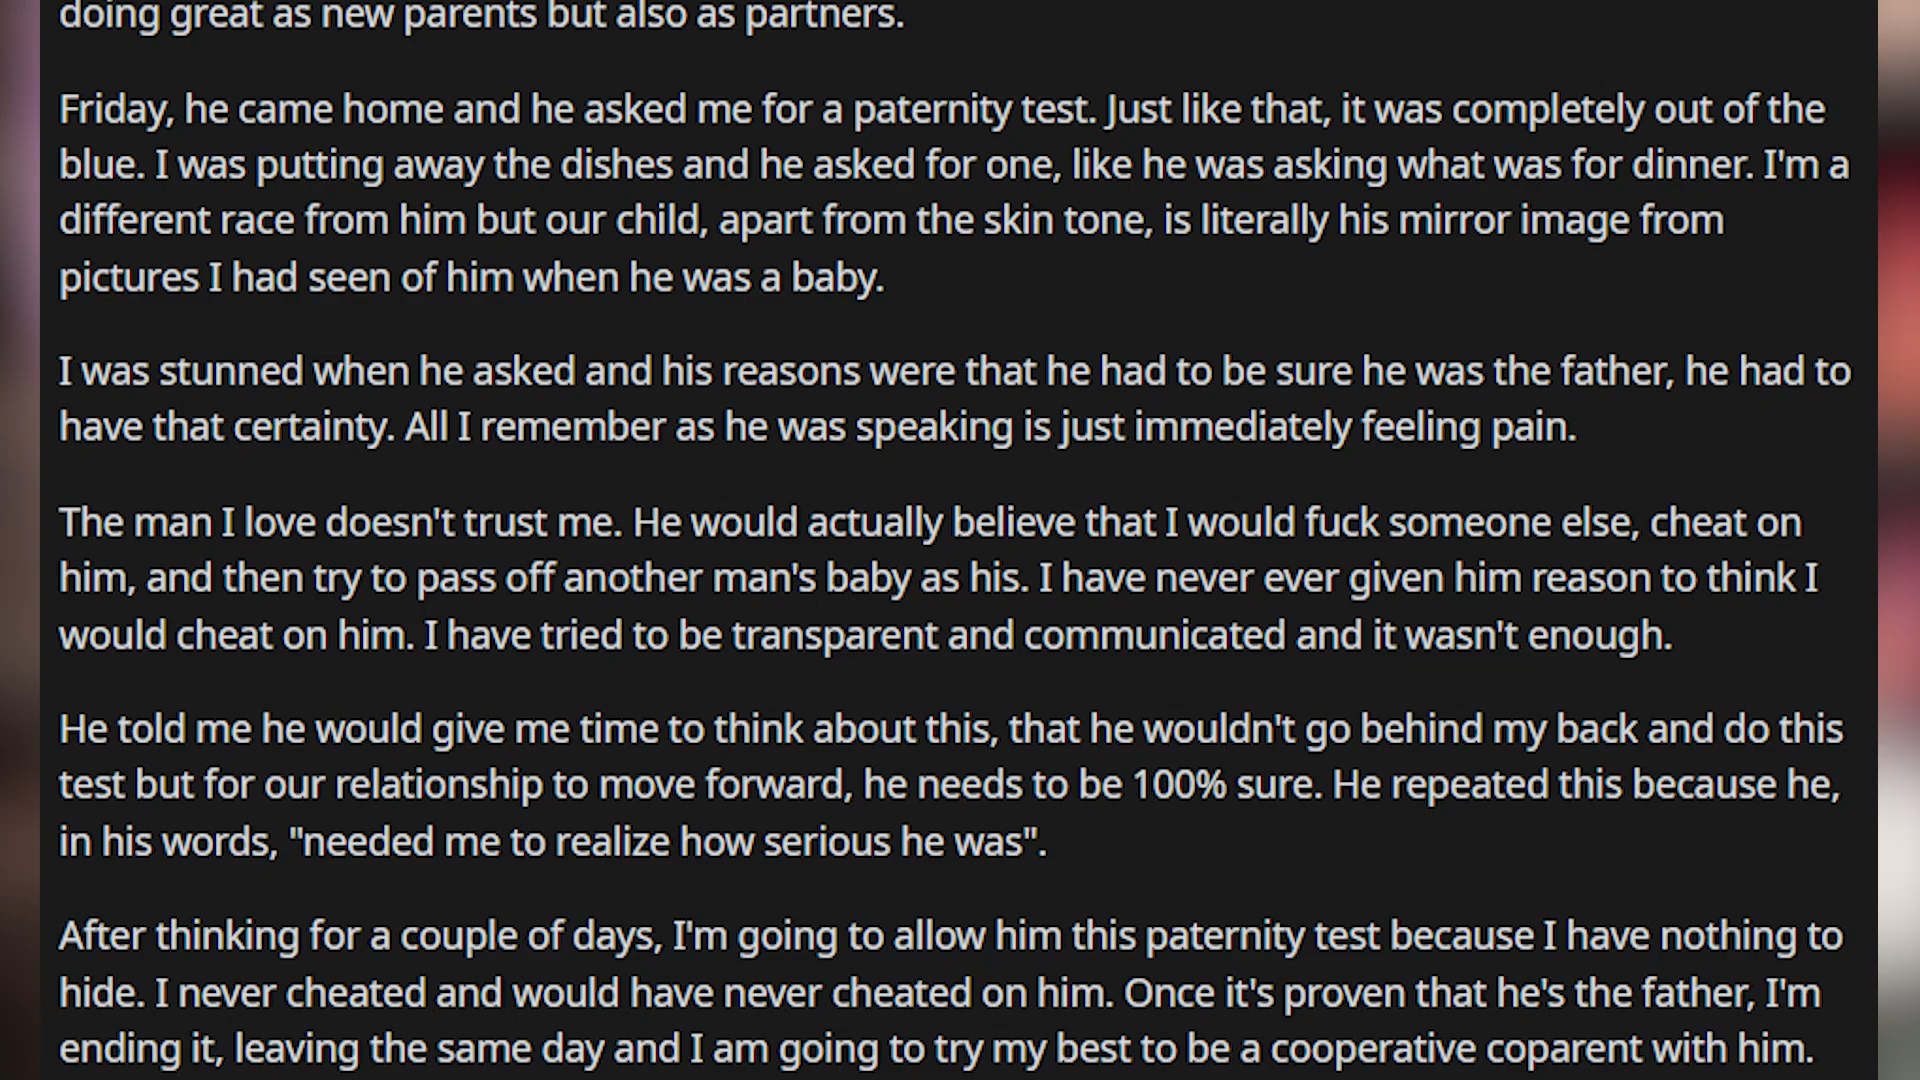 doing great as new parents but also as partners.
Friday, he came home and he asked me for a paternity test. Just like that, it was completely out of the
blue. I was putting away the dishes and he asked for one, like he was asking what was for dinner. I'm a
different race from him but our child, apart from the skin tone, is literally his mirror image from
pictures I had seen of him when he was a baby.
I was stunned when he asked and his reasons were that he had to be sure he was the father, he had to
have that certainty. All I remember as he was speaking is just immediately feeling pain.
The man I love doesn't trust me. He would actually believe that I would fuck someone else, cheat on
him, and then try to pass off another man's baby as his. I have never ever given him reason to think I
would cheat on him. I have tried to be transparent and communicated and it wasn't enough.
He told me he would give me time to think about this, that he wouldn't go behind my back and do this
test but for our relationship to move forward, he needs to be 100% sure. He repeated this because he,
in his words, "needed me to realize how serious he was".
After thinking for a couple of days, I'm going to allow him this paternity test because I have nothing to
hide. I never cheated and would have never cheated on him. Once it's proven that he's the father, I'm
ending it, leaving the same day and I am going to try my best to be a cooperative coparent with him.